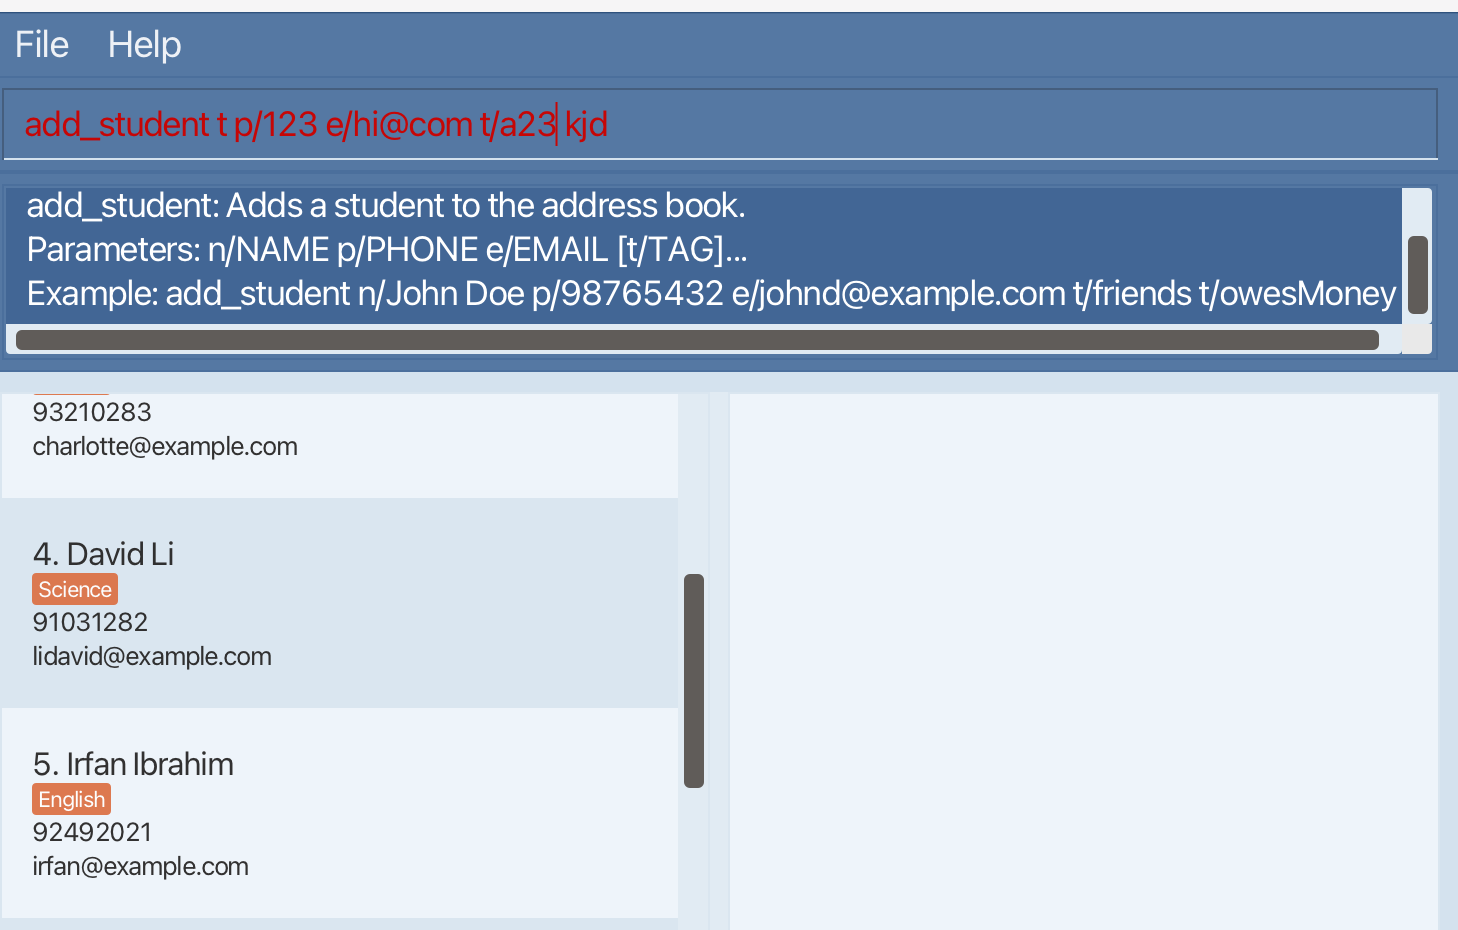 File Help
add_student t p/123 e/hi@com t/a23 kjd
add_student: Adds a student to the address book.
Parameters: n/NAME p/PHONE e/EMAIL [t/TAG]...
Example: add_student n/John Doe p/98765432 e/johnd@example.com t/friends t/owesMoney
93210283
charlotte@example.com
4. David Li
Science
91031282
lidavid@example.com
5. Irfan Ibrahim
English
92492021
irfan@example.com